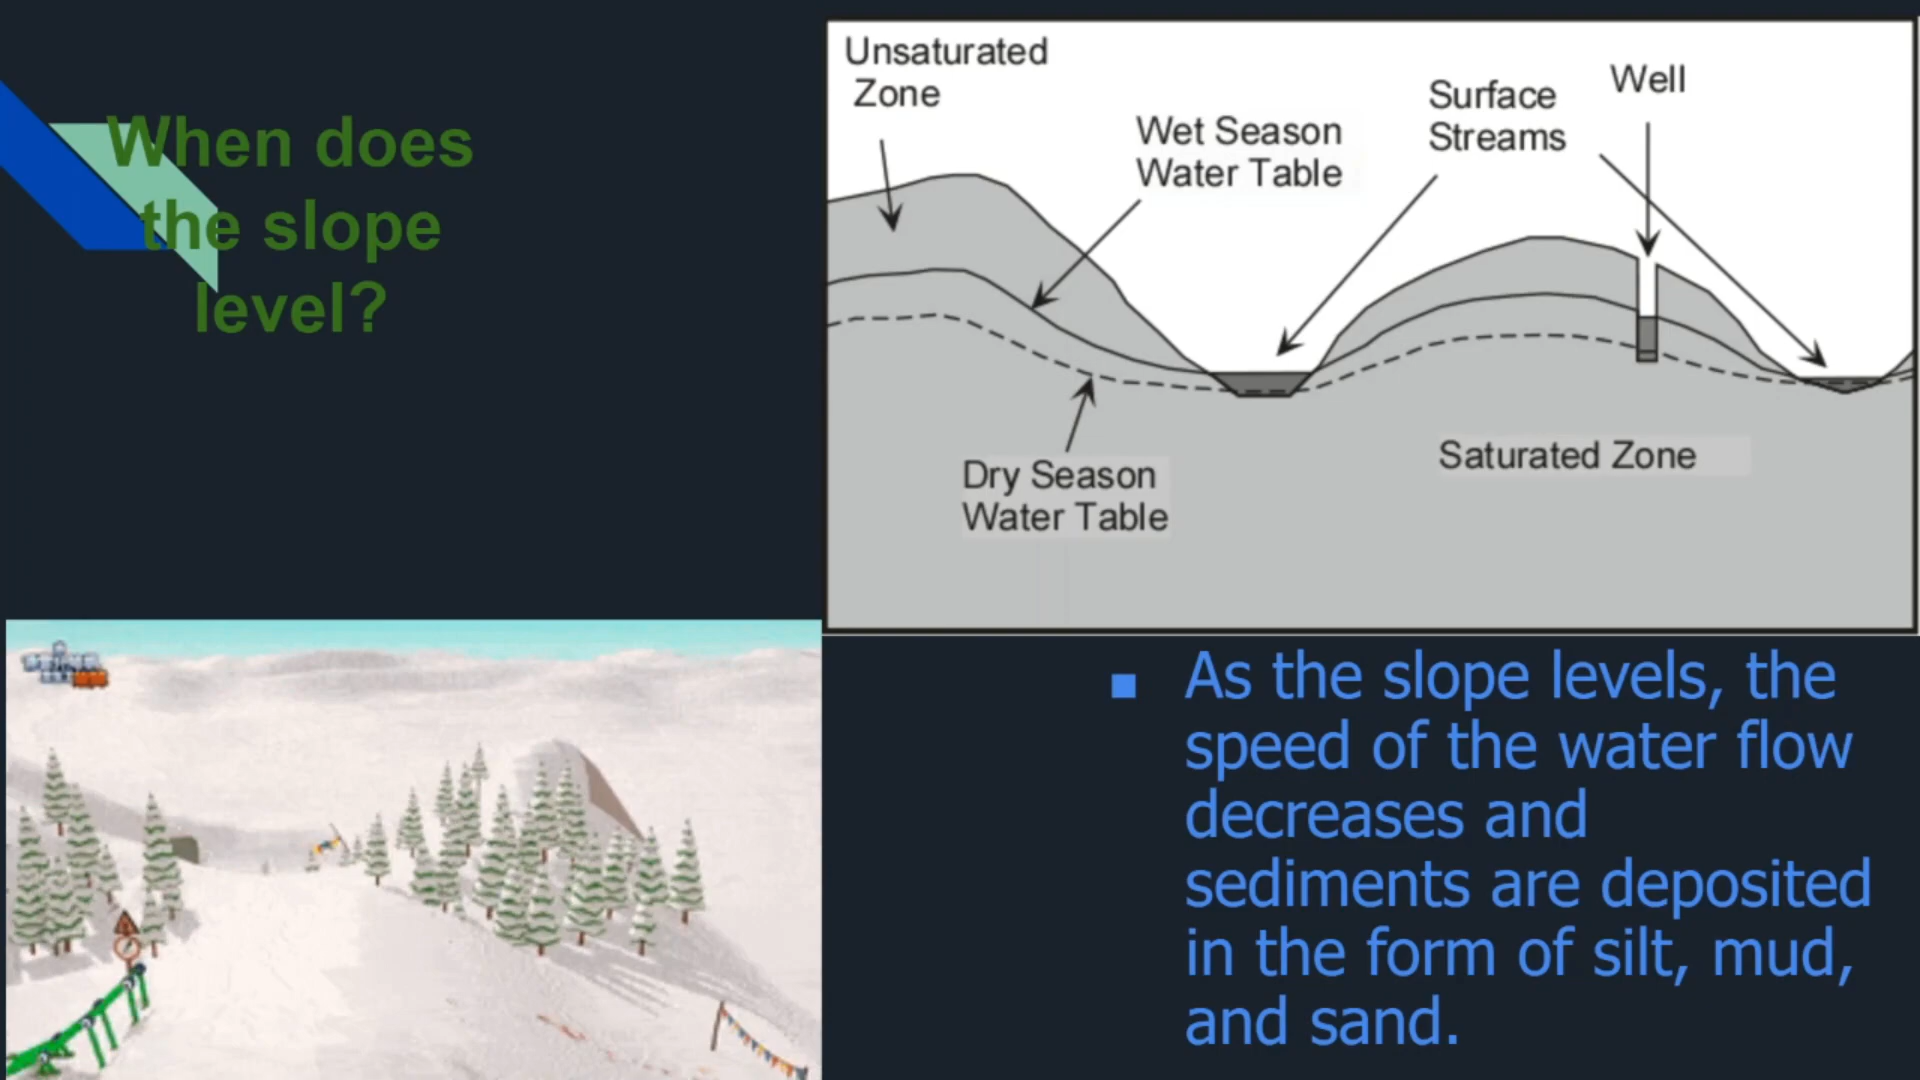 When does
the slope
level?
Unsaturated
Zone
Wet Season
Water Table
Surface
Streams
Well
Dry Season
Water Table
Saturated Zone
As the slope levels, the
speed of the water flow
decreases and
sediments are deposited
in the form of silt, mud,
and sand.